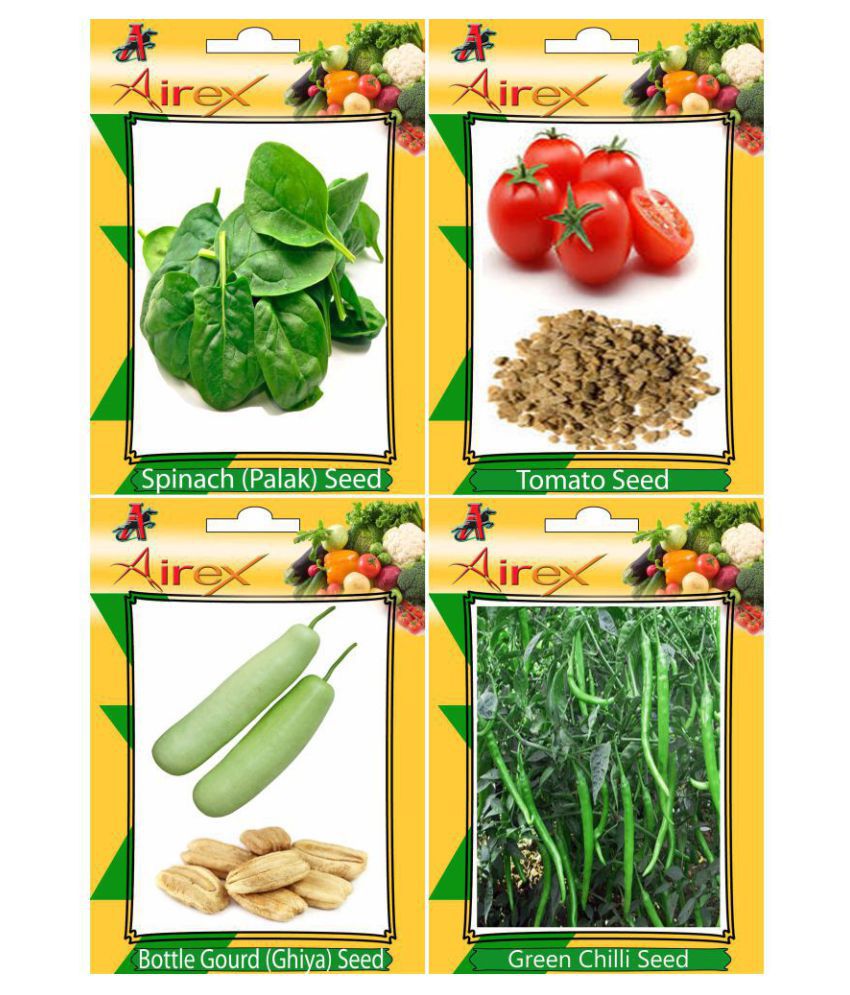 A
Airex
Spinach (Palak) Seed
A
Airex
Tomato Seed
A
Airex
Bottle Gourd (Ghiya) Seed
A
Airex
Green Chilli Seed